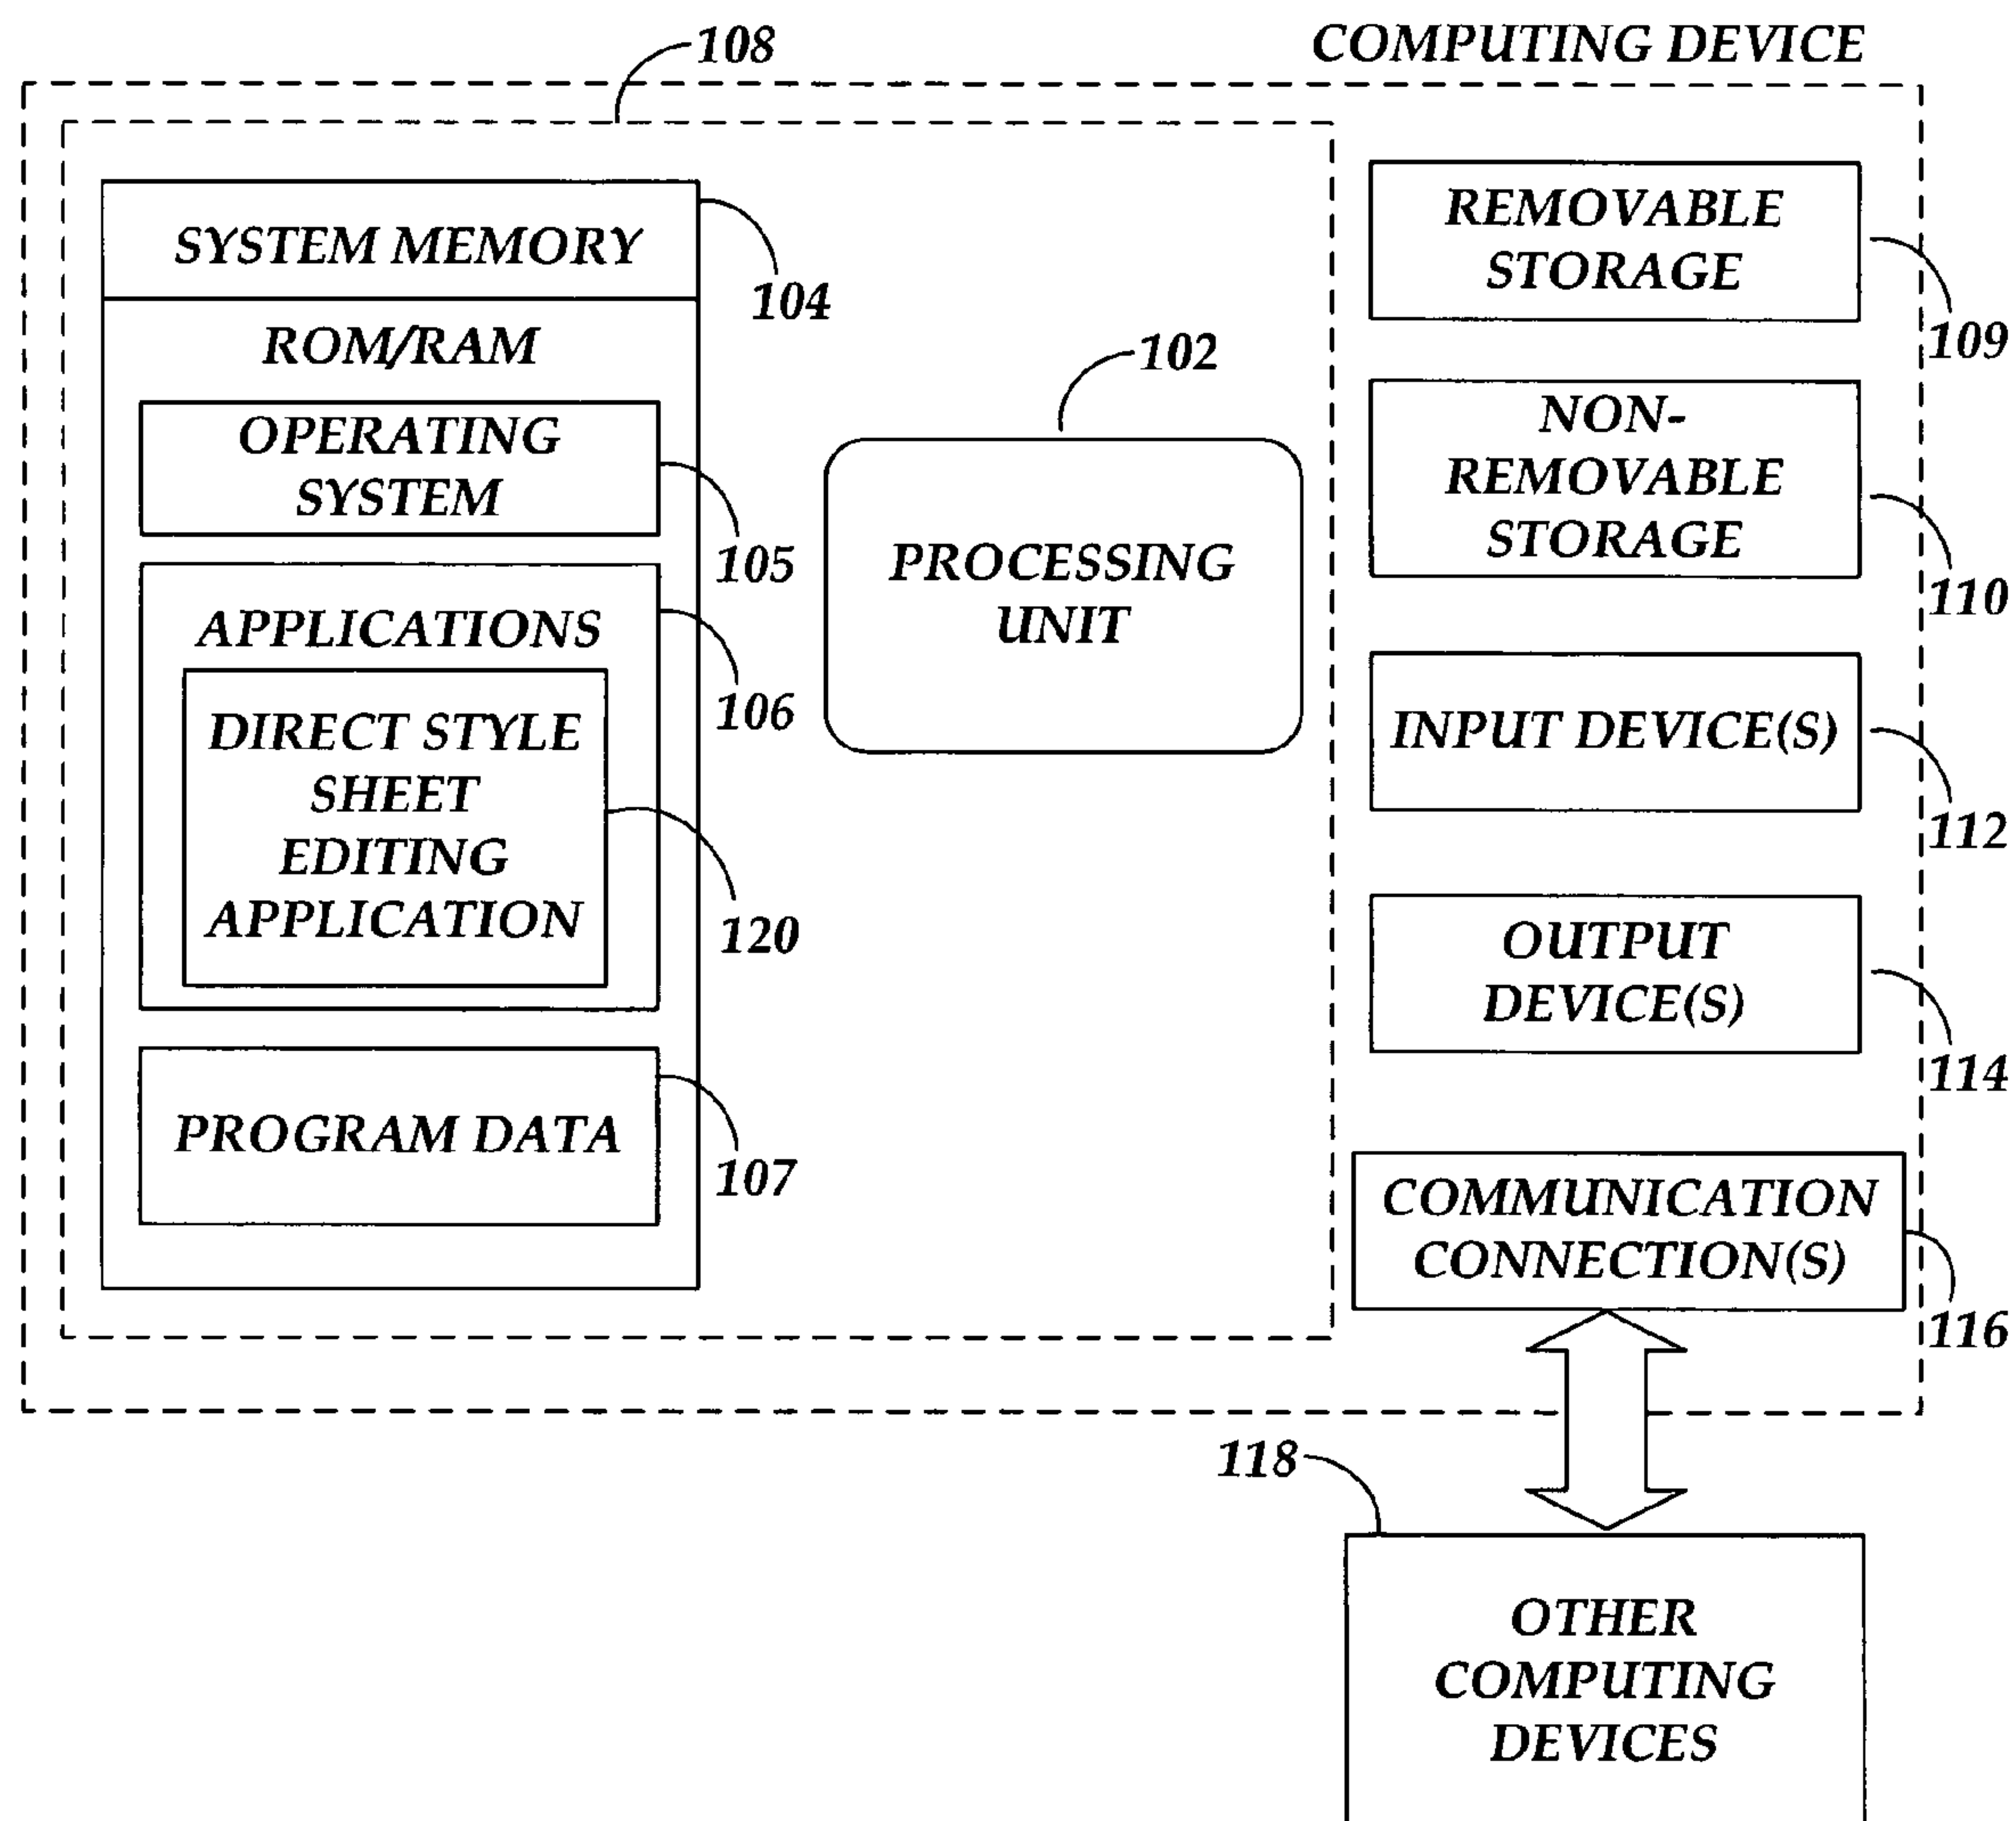 COMPUTING DEVICE
108
SYSTEM MEMORY
104
ROM/RAM
OPERATING
SYSTEM
105
APPLICATIONS
106
DIRECT STYLE
SHEET
EDITING
APPLICATION
120
PROGRAM DATA
107
102
PROCESSING
UNIT
REMOVABLE
STORAGE
109
NON-
REMOVABLE
STORAGE
110
INPUT DEVICE(S)
112
OUTPUT
DEVICE(S)
114
COMMUNICATION
CONNECTION(S)
116
118
OTHER
COMPUTING
DEVICES